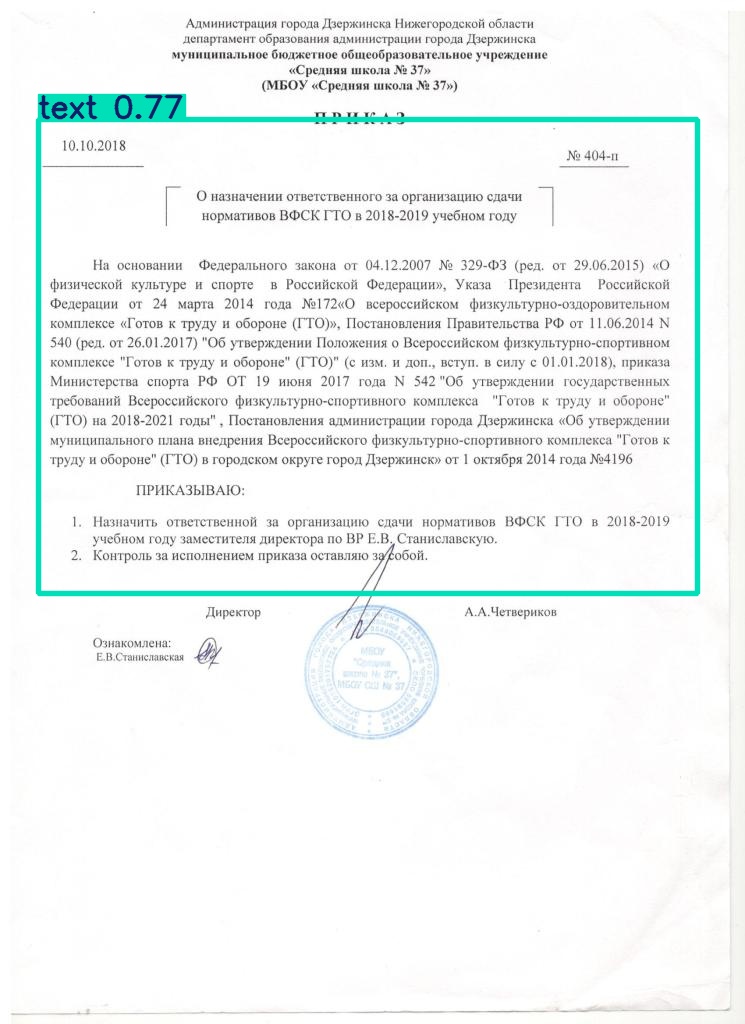 Администрация города Дзержинска Нижегородской области
департамент образования администрации города Дзержинска
муниципальное бюджетное общеобразовательное учреждение
«Средняя школа № 37»
(МБОУ «Средняя школа № 37»)
text 0.77
П Р И К А З
10.10.2018
№ 404-п
О назначении ответственного за организацию сдачи
нормативов ВФСК ГТО в 2018-2019 учебном году
На основании Федерального закона от 04.12.2007 № 329-ФЗ (ред. от 29.06.2015) «О
физической культуре и спорте в Российской Федерации», Указа Президента Российской
Федерации от 24 марта 2014 года №172«О всероссийском физкультурно-оздоровительном
комплексе «Готов к труду и обороне (ГТО)», Постановления Правительства РФ от 11.06.2014 N
540 (ред. от 26.01.2017) "Об утверждении Положения о Всероссийском физкультурно-спортивном
комплексе "Готов к труду и обороне" (ГТО)" (с изм. и доп., вступ. в силу с 01.01.2018), приказа
Министерства спорта РФ ОТ 19 июня 2017 года N 542 "Об утверждении государственных
требований Всероссийского физкультурно-спортивного комплекса "Готов к труду и обороне"
(ГТО) на 2018-2021 годы" , Постановления администрации города Дзержинска «Об утверждении
муниципального плана внедрения Всероссийского физкультурно-спортивного комплекса "Готов к
труду и обороне" (ГТО) в городском округе город Дзержинск» от 1 октября 2014 года №4196
ПРИКАЗЫВАЮ:
1. Назначить ответственной за организацию сдачи нормативов ВФСК ГТО в 2018-2019
учебном году заместителя директора по ВР Е.В. Станиславскую.
2. Контроль за исполнением приказа оставляю за собой.
Директор
А.А.Четвериков
Ознакомлена:
Е.В.Станиславская
МБОУ
"Средняя
школа № 37",
МБОУ СШ № 37